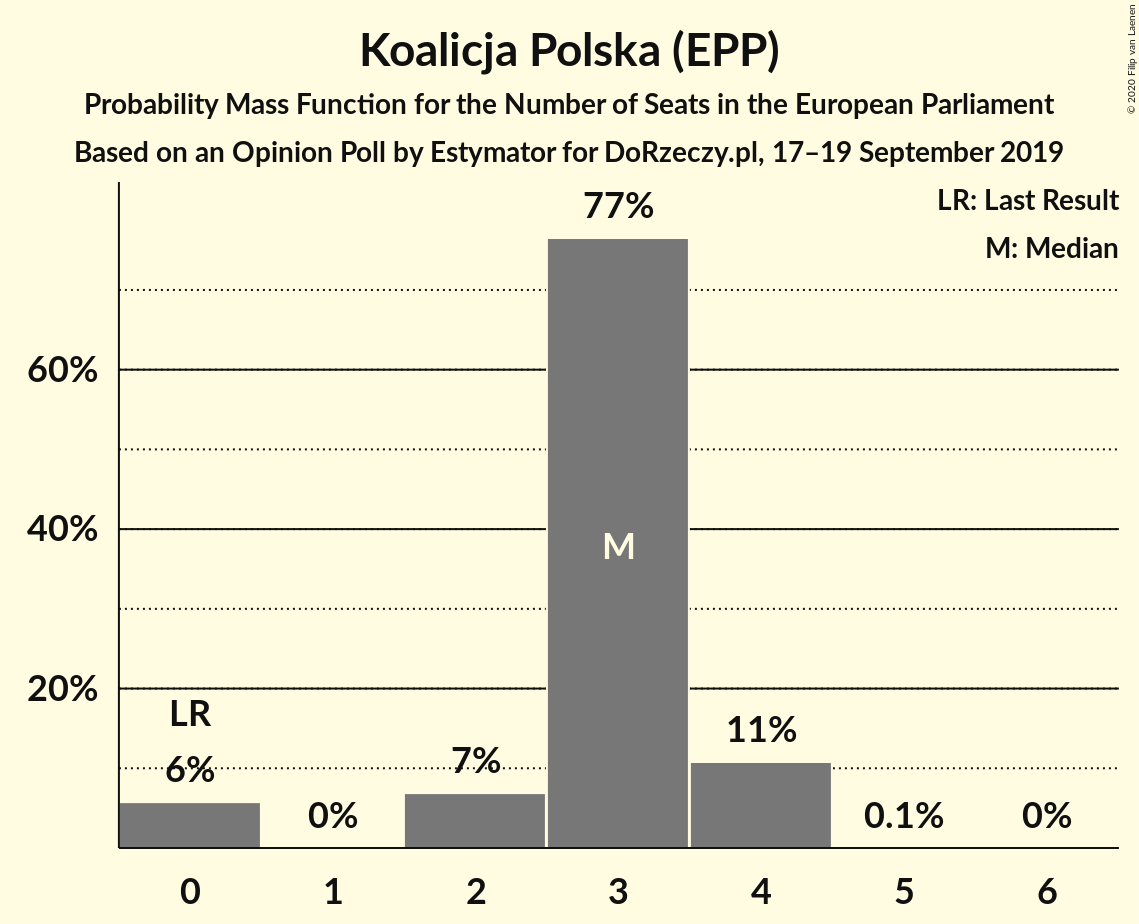 Koalicja Polska (EPP)
Probability Mass Function for the Number of Seats in the European Parliament
Based on an Opinion Poll by Estymator for DoRzeczy.pl, 17–19 September 2019
© 2020 Filip van Laenen
LR: Last Result
M: Median
77%
60%
40%
M
20%
LR
11%
7%
6%
0%
0.1%
0%
0 1 2 3 4 5 6